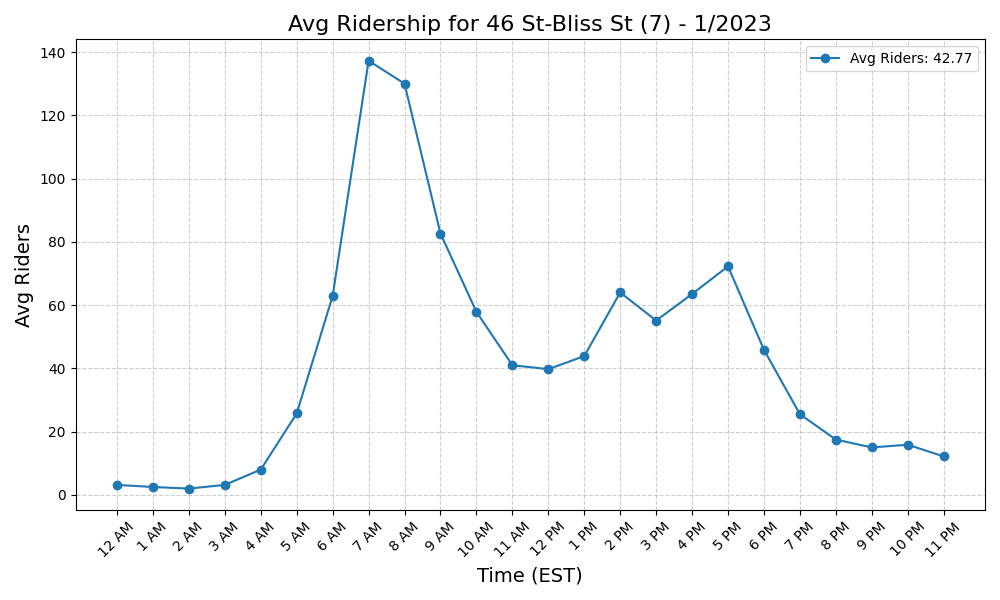 Avg Ridership for 46 St-Bliss St (7) - 1/2023
Avg Riders: 42.77
Avg Riders
140
120
100
80
60
40
20
0
12 AM
1 AM
2 AM
3 AM
4 AM
5 AM
6 AM
7 AM
8 AM
9 AM
10 AM
11 AM
12 PM
1 PM
2 PM
3 PM
4 PM
5 PM
6 PM
7 PM
8 PM
9 PM
10 PM
11 PM
Time (EST)